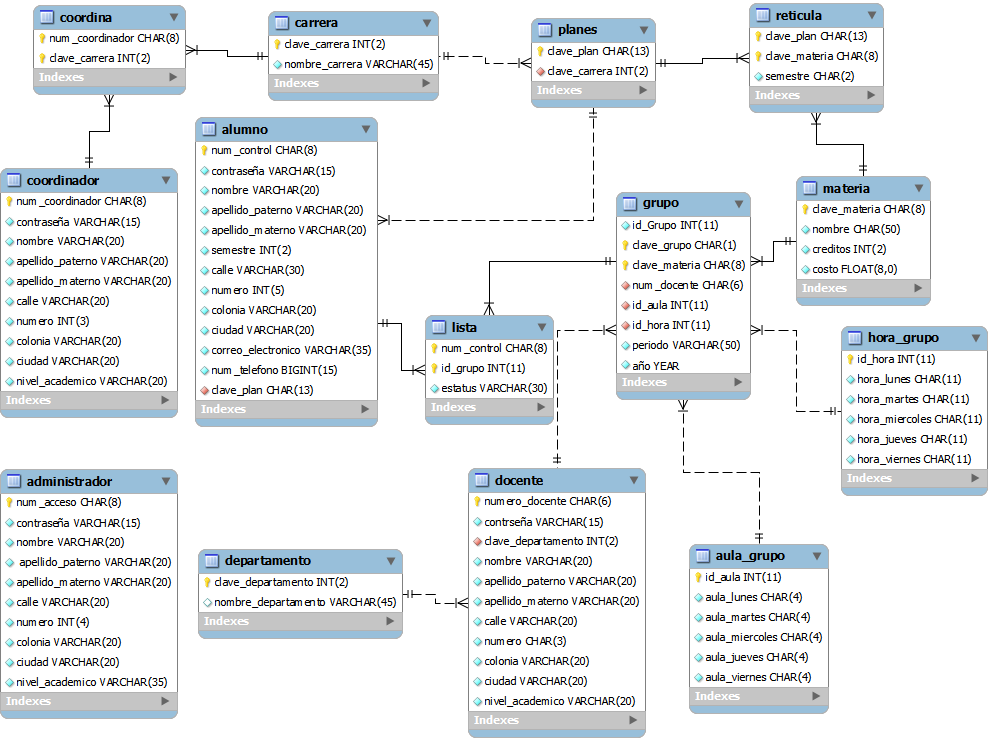 coordina
num_coordinador CHAR(8)
clave_carrera INT(2)
Indexes
carrera
clave_carrera INT(2)
nombre_carrera VARCHAR(45)
Indexes
planes
clave_plan CHAR(13)
clave_carrera INT(2)
Indexes
reticula
clave_plan CHAR(13)
clave_materia CHAR(8)
semestre CHAR(2)
Indexes
coordinador
num_coordinador CHAR(8)
contraseña VARCHAR(15)
nombre VARCHAR(20)
apellido_paterno VARCHAR(20)
apellido_materno VARCHAR(20)
calle VARCHAR(20)
numero INT(3)
colonia VARCHAR(20)
ciudad VARCHAR(20)
nivel_academico VARCHAR(20)
Indexes
alumno
num_control CHAR(8)
contraseña VARCHAR(15)
nombre VARCHAR(20)
apellido_paterno VARCHAR(20)
apellido_materno VARCHAR(20)
semestre INT(2)
calle VARCHAR(30)
numero INT(5)
colonia VARCHAR(20)
ciudad VARCHAR(20)
correo_electronico VARCHAR(35)
num_telefono BIGINT(15)
clave_plan CHAR(13)
Indexes
lista
num_control CHAR(8)
id_grupo INT(11)
estatus VARCHAR(30)
Indexes
grupo
id_Grupo INT(11)
clave_grupo CHAR(1)
clave_materia CHAR(8)
num_docente CHAR(6)
id_aula INT(11)
id_hora INT(11)
periodo VARCHAR(50)
año YEAR
Indexes
materia
clave_materia CHAR(8)
nombre CHAR(50)
creditos INT(2)
costo FLOAT(8,0)
Indexes
hora_grupo
id_hora INT(11)
hora_lunes CHAR(11)
hora_martes CHAR(11)
hora_miercoles CHAR(11)
hora_jueves CHAR(11)
hora_viernes CHAR(11)
Indexes
administrador
num_acceso CHAR(8)
contraseña VARCHAR(15)
nombre VARCHAR(20)
apellido_paterno VARCHAR(20)
apellido_materno VARCHAR(20)
calle VARCHAR(20)
numero INT(4)
colonia VARCHAR(20)
ciudad VARCHAR(20)
nivel_academico VARCHAR(35)
Indexes
departamento
clave_departamento INT(2)
nombre_departamento VARCHAR(45)
Indexes
docente
numero_docente CHAR(6)
contrseña VARCHAR(15)
clave_departamento INT(2)
nombre VARCHAR(20)
apellido_paterno VARCHAR(20)
apellido_materno VARCHAR(20)
calle VARCHAR(20)
numero CHAR(3)
colonia VARCHAR(20)
ciudad VARCHAR(20)
nivel_academico VARCHAR(20)
Indexes
aula_grupo
id_aula INT(11)
aula_lunes CHAR(4)
aula_martes CHAR(4)
aula_miercoles CHAR(4)
aula_jueves CHAR(4)
aula_viernes CHAR(4)
Indexes